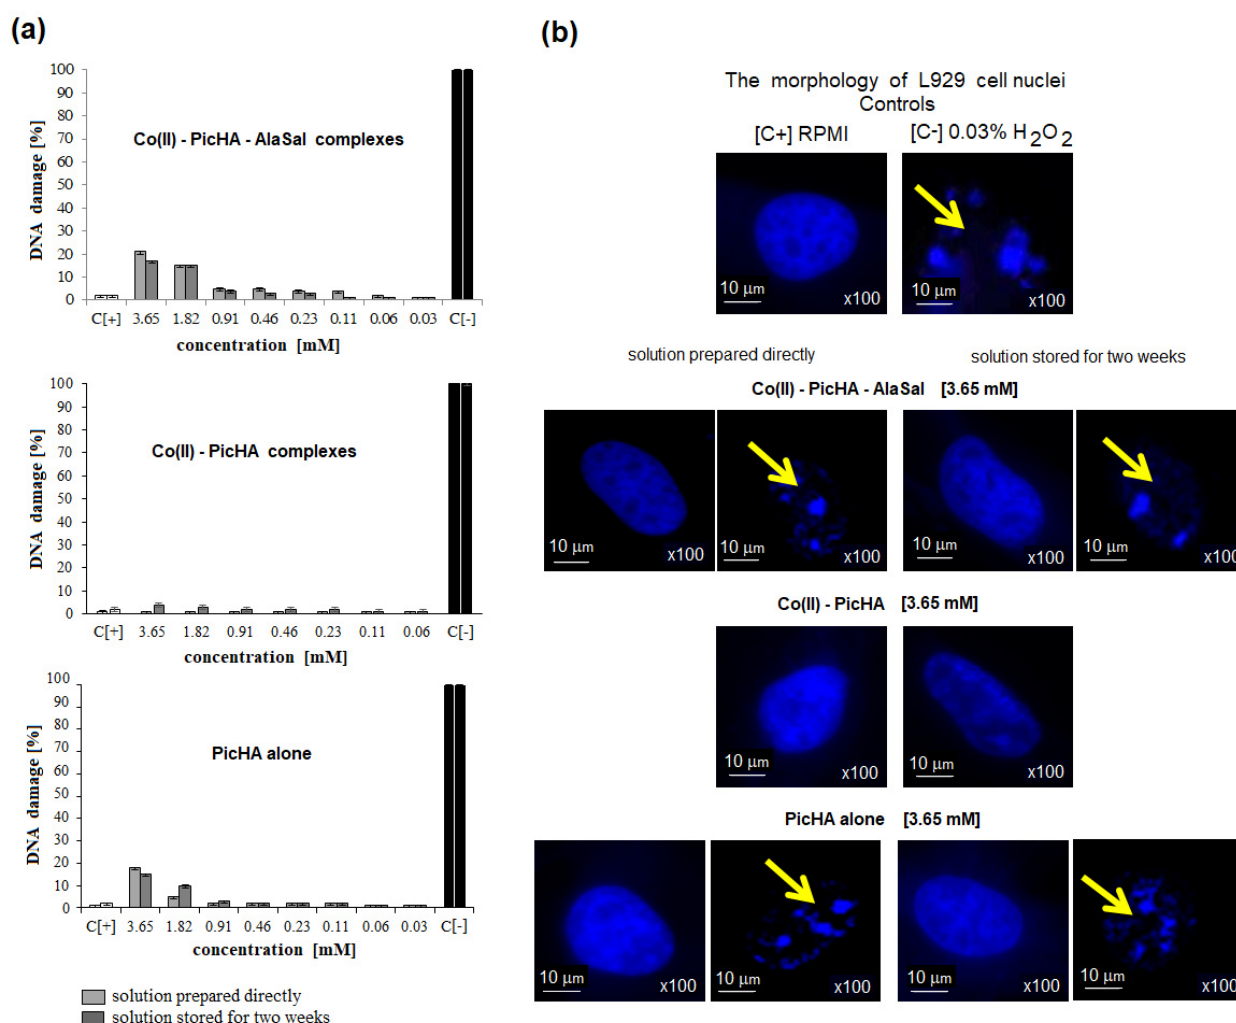 (a)
100
90
80
70
60
50
40
30
20
10
0
DNA damage [%]
Co(II) - PicHA - AlaSal complexes
C[+] 3.65 1.82 0.91 0.46 0.23 0.11 0.06 0.03 C[-]
concentration [mM]
100
90
80
70
60
50
40
30
20
10
0
DNA damage [%]
Co(II) - PicHA complexes
C[+] 3.65 1.82 0.91 0.46 0.23 0.11 0.06 C[-]
concentration [mM]
100
90
80
70
60
50
40
30
20
10
0
DNA damage [%]
PicHA alone
C[+] 3.65 1.82 0.91 0.46 0.23 0.11 0.06 0.03 C[-]
concentration [mM]
solution prepared directly
solution stored for two weeks
(b)
The morphology of L929 cell nuclei
Controls
[C+] RPMI [C-] 0.03% H2O2
10 µm x100 10 µm x100
solution prepared directly solution stored for two weeks
Co(II) - PicHA - AlaSal [3.65 mM]
10 µm x100 10 µm x100 10 µm x100 10 µm x100
Co(II) - PicHA [3.65 mM]
10 µm x100 10 µm x100
PicHA alone [3.65 mM]
10 µm x100 10 µm x100 10 µm x100 10 µm x100